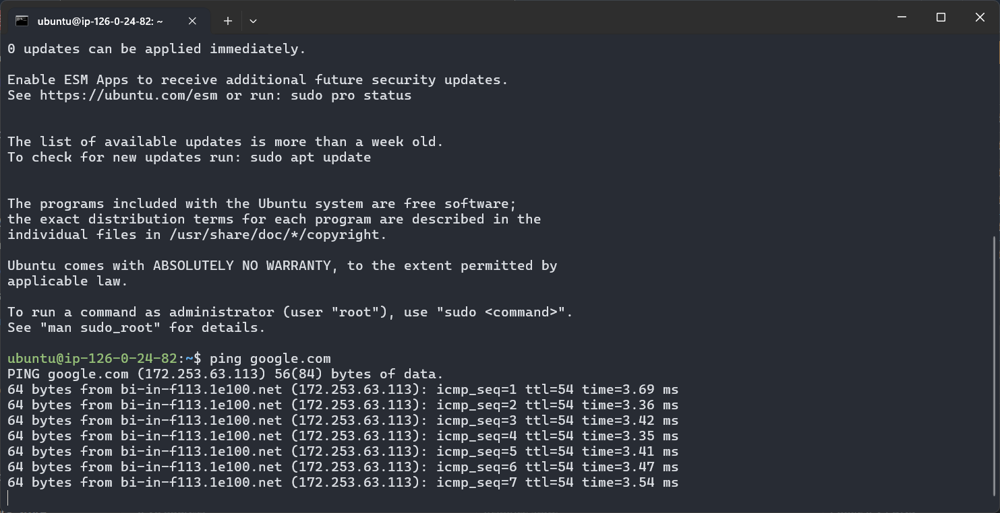 ubuntu@ip-126-0-24-82: ~
0 updates can be applied immediately.
Enable ESM Apps to receive additional future security updates.
See https://ubuntu.com/esm or run: sudo pro status
The list of available updates is more than a week old.
To check for new updates run: sudo apt update
The programs included with the Ubuntu system are free software;
the exact distribution terms for each program are described in the
individual files in /usr/share/doc/*/copyright.
Ubuntu comes with ABSOLUTELY NO WARRANTY, to the extent permitted by
applicable law.
To run a command as administrator (user "root"), use "sudo <command>".
See "man sudo_root" for details.
ubuntu@ip-126-0-24-82:~$ ping google.com
PING google.com (172.253.63.113) 56(84) bytes of data.
64 bytes from bi-in-f113.1e100.net (172.253.63.113): icmp_seq=1 ttl=54 time=3.69 ms
64 bytes from bi-in-f113.1e100.net (172.253.63.113): icmp_seq=2 ttl=54 time=3.36 ms
64 bytes from bi-in-f113.1e100.net (172.253.63.113): icmp_seq=3 ttl=54 time=3.42 ms
64 bytes from bi-in-f113.1e100.net (172.253.63.113): icmp_seq=4 ttl=54 time=3.35 ms
64 bytes from bi-in-f113.1e100.net (172.253.63.113): icmp_seq=5 ttl=54 time=3.41 ms
64 bytes from bi-in-f113.1e100.net (172.253.63.113): icmp_seq=6 ttl=54 time=3.47 ms
64 bytes from bi-in-f113.1e100.net (172.253.63.113): icmp_seq=7 ttl=54 time=3.54 ms